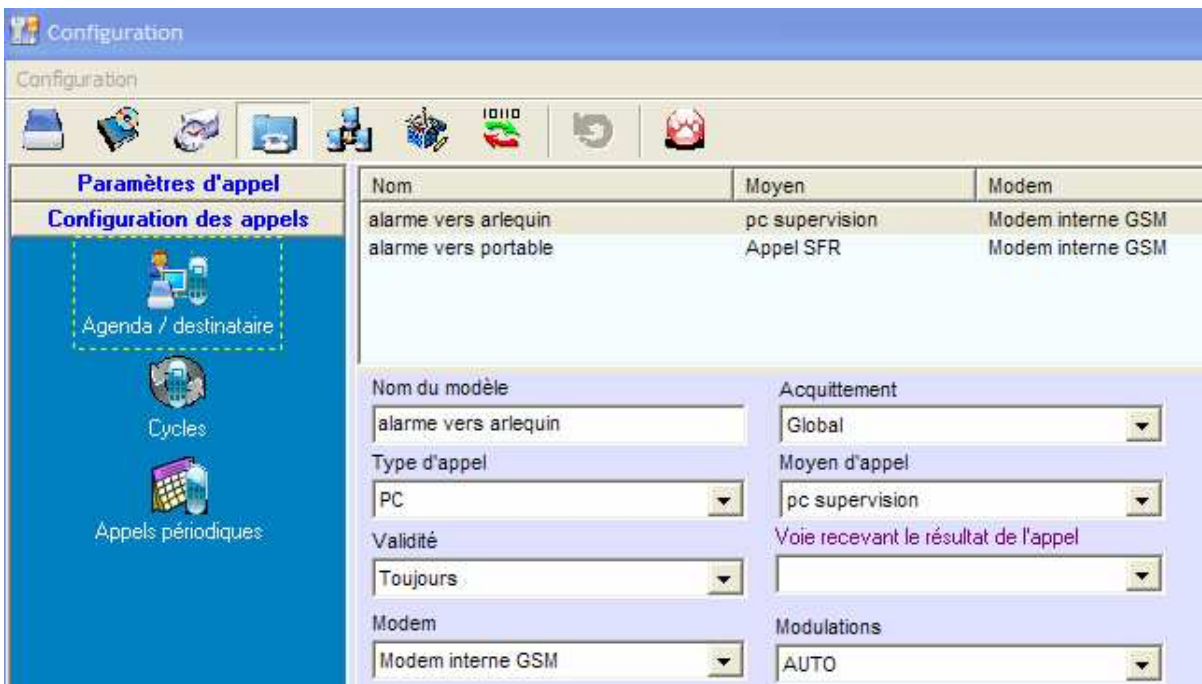 Configuration
Configuration
10110
Paramètres d'appel
Configuration des appels
Agenda / destinataire
Cycles
Appels périodiques
Nom Moyen Modem
alarme vers arlequin pc supervision Modem interne GSM
alarme vers portable Appel SFR Modem interne GSM
Nom du modèle Acquittement
alarme vers arlequin Global
Type d'appel Moyen d'appel
PC pc supervision
Validité Voie recevant le résultat de l'appel
Toujours
Modem Modulations
Modem interne GSM AUTO